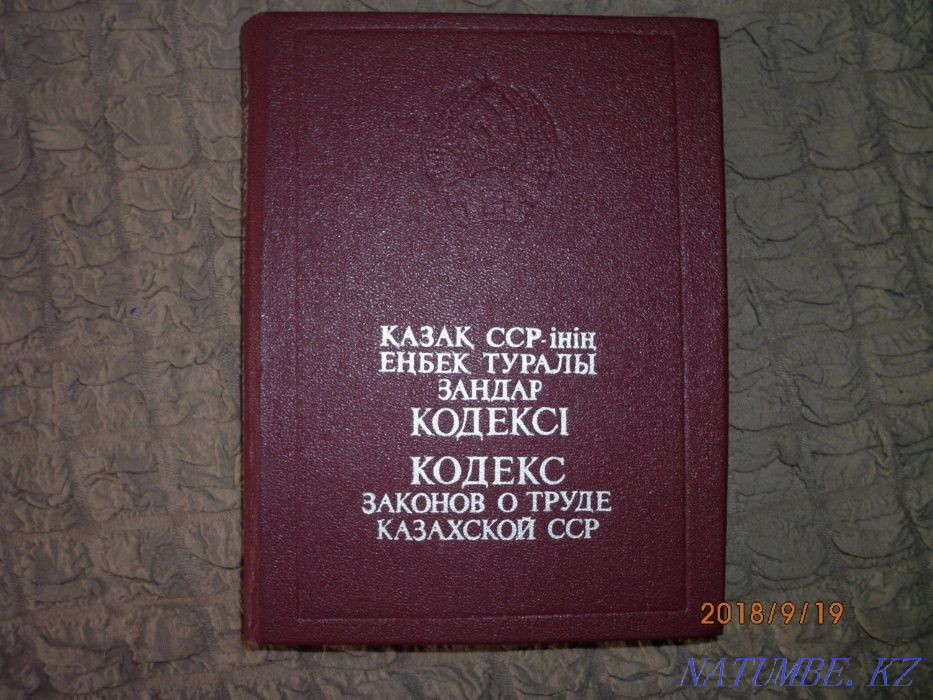 ҚАЗАҚ ССР-інің
ЕҢБЕК ТУРАЛЫ
ЗАҢДАР
КОДЕКСІ
КОДЕКС
ЗАКОНОВ О ТРУДЕ
КАЗАХСКОЙ ССР
2018/9/19
NATUMBE. KZ